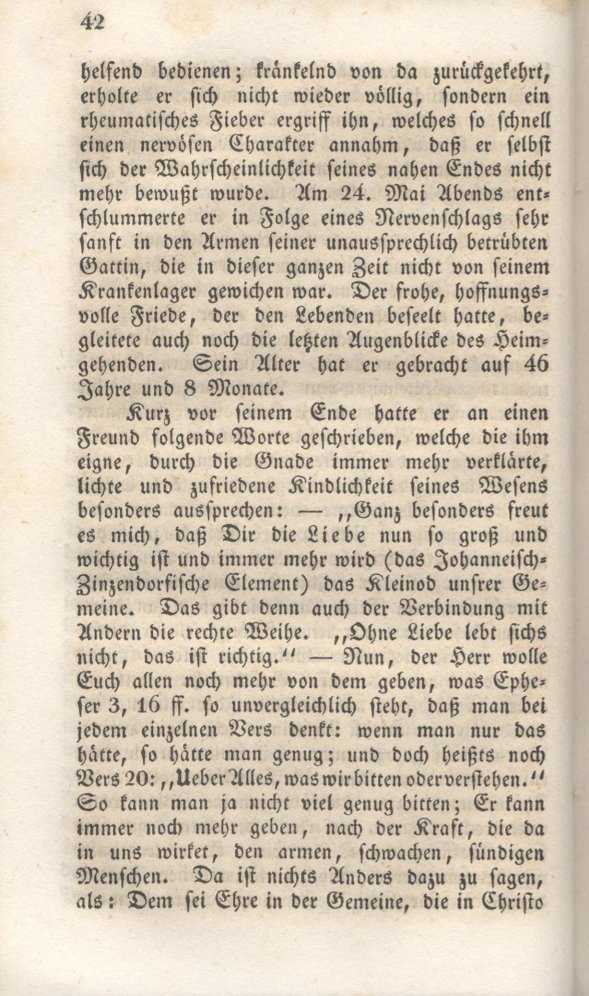 42
helfend bedienen; kränkelnd von da zurückgekehrt,
erholte er sich nicht wieder völlig, sondern ein
rheumatisches Fieber ergriff ihn, welches so schnell
einen nervösen Charakter annahm, daß er selbst
sich der Wahrscheinlichkeit seines nahen Endes nicht
mehr bewußt wurde. Am 24. Mai Abends ent-
schlummerte er in Folge eines Nervenschlags sehr
sanft in den Armen seiner unaussprechlich betrübten
Gattin, die in dieser ganzen Zeit nicht von seinem
Krankenlager gewichen war. Der frohe, hoffnungs-
volle Friede, der den Lebenden beseelt hatte, be-
gleitete auch noch die letzten Augenblicke des Heim-
gehenden. Sein Alter hat er gebracht auf 46
Jahre und 8 Monate.
Kurz vor seinem Ende hatte er an einen
Freund folgende Worte geschrieben, welche die ihm
eigne, durch die Gnade immer mehr verklärte,
lichte und zufriedene Kindlichkeit seines Wesens
besonders aussprechen: — ,,Ganz besonders freut
es mich, daß Dir die Liebe nun so groß und
wichtig ist und immer mehr wird (das Johanneisch-
Zinzendorfische Element) das Kleinod unsrer Ge-
meine. Das gibt denn auch der Verbindung mit
Andern die rechte Weihe. ,,Ohne Liebe lebt sichs
nicht, das ist richtig.“ — Nun, der Herr wolle
Euch allen noch mehr von dem geben, was Ephe-
ser 3, 16 ff. so unvergleichlich steht, daß man bei
jedem einzelnen Vers denkt: wenn man nur das
hätte, so hätte man genug; und doch heißts noch
Vers 20: ,,Ueber Alles, was wir bitten oder verstehen.“
So kann man ja nicht viel genug bitten; Er kann
immer noch mehr geben, nach der Kraft, die da
in uns wirket, den armen, schwachen, sündigen
Menschen. Da ist nichts Anders dazu zu sagen,
als: Dem sei Ehre in der Gemeine, die in Christo